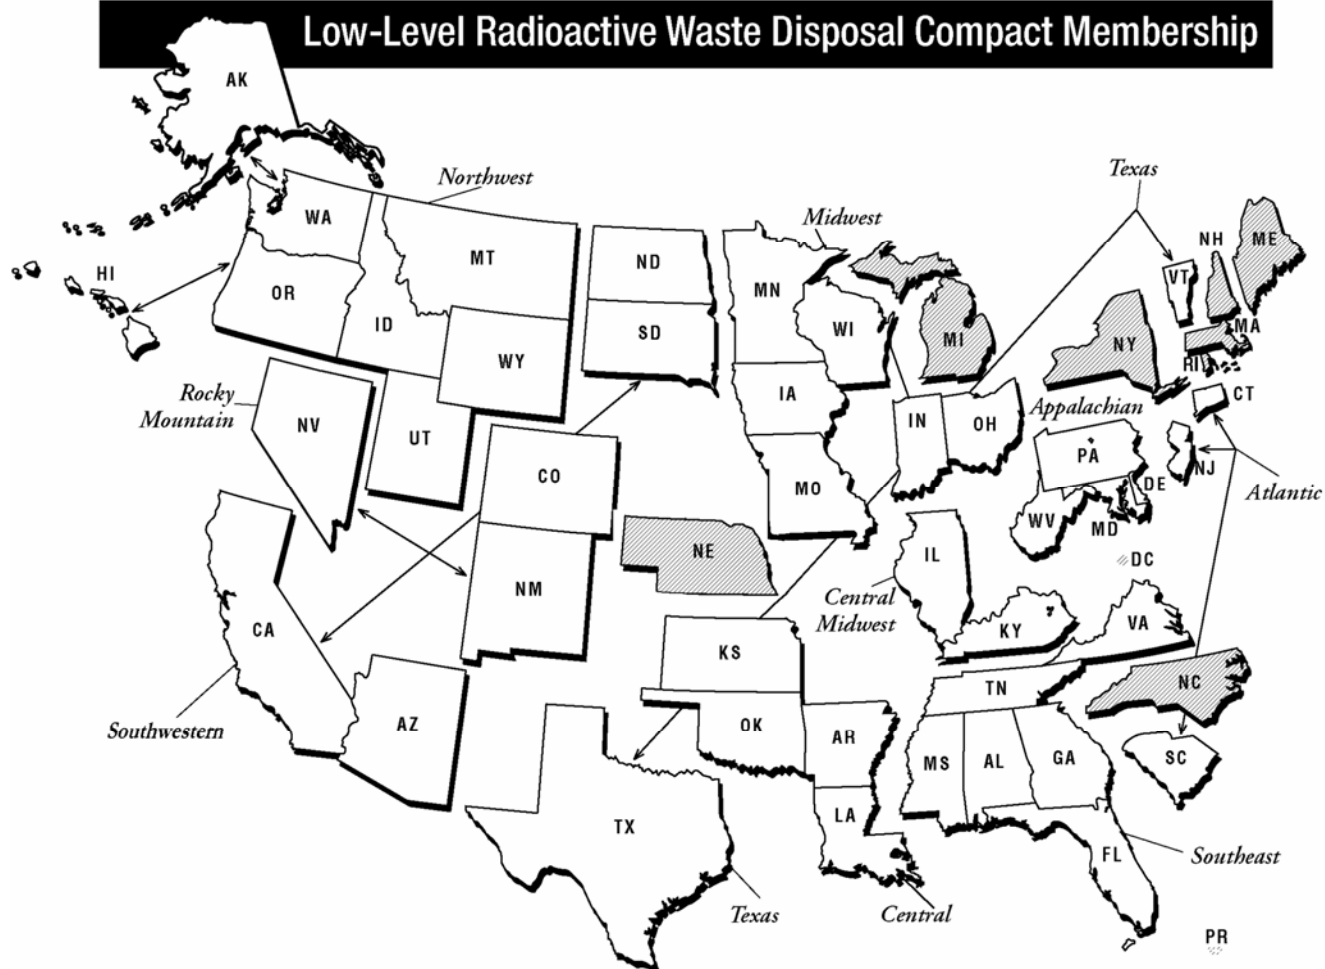 Low-Level Radioactive Waste Disposal Compact Membership
AK
Northwest
Texas
Midwest
WA
MT
ND
MN
NH
ME
VT
HI
OR
ID
SD
WI
MI
NY
MA
RI
WY
Rocky
Mountain
NV
UT
IA
IN
OH
Appalachian
CT
CO
MO
PA
NJ
DE
Atlantic
WV
MD
NE
IL
DC
NM
Central
Midwest
CA
KY
VA
KS
TN
NC
Southwestern
AZ
OK
AR
MS
AL
GA
SC
TX
LA
FL
Southeast
Texas
Central
PR